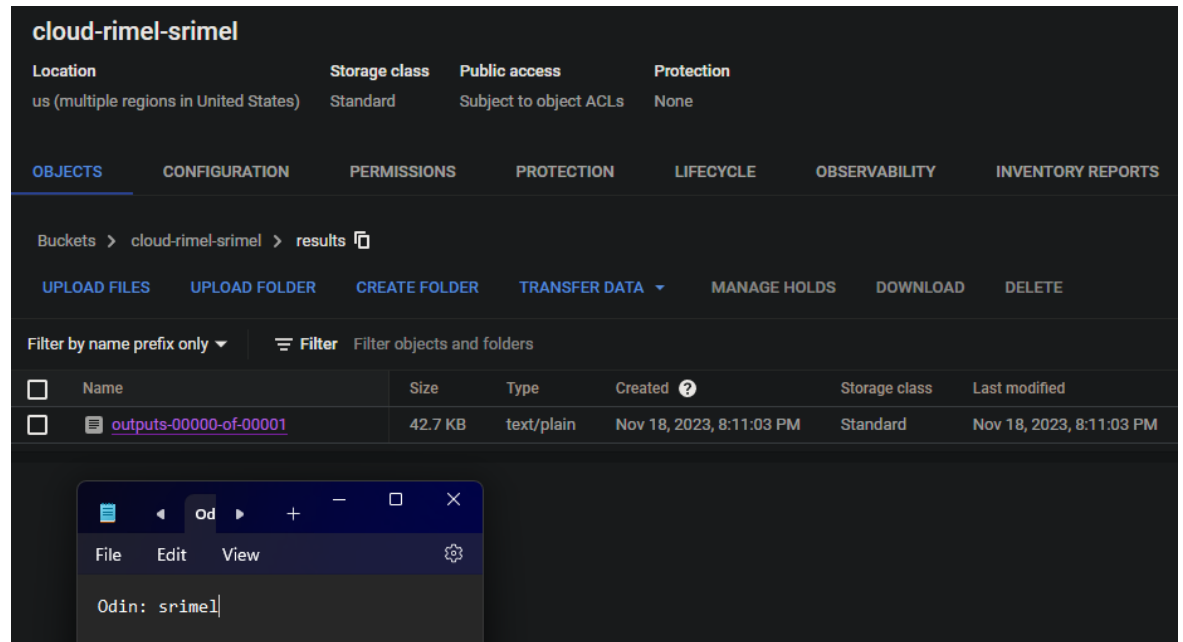 cloud-rimel-srimel
Location Storage class Public access Protection
us (multiple regions in United States) Standard Subject to object ACLs None
OBJECTS CONFIGURATION PERMISSIONS PROTECTION LIFECYCLE OBSERVABILITY INVENTORY REPORTS
Buckets > cloud-rimel-srimel > results
UPLOAD FILES UPLOAD FOLDER CREATE FOLDER TRANSFER DATA MANAGE HOLDS DOWNLOAD DELETE
Filter by name prefix only Filter Filter objects and folders
Name Size Type Created ? Storage class Last modified
outputs-00000-of-00001 42.7 KB text/plain Nov 18, 2023, 8:11:03 PM Standard Nov 18, 2023, 8:11:03 PM
Od
File Edit View
Odin: srimel